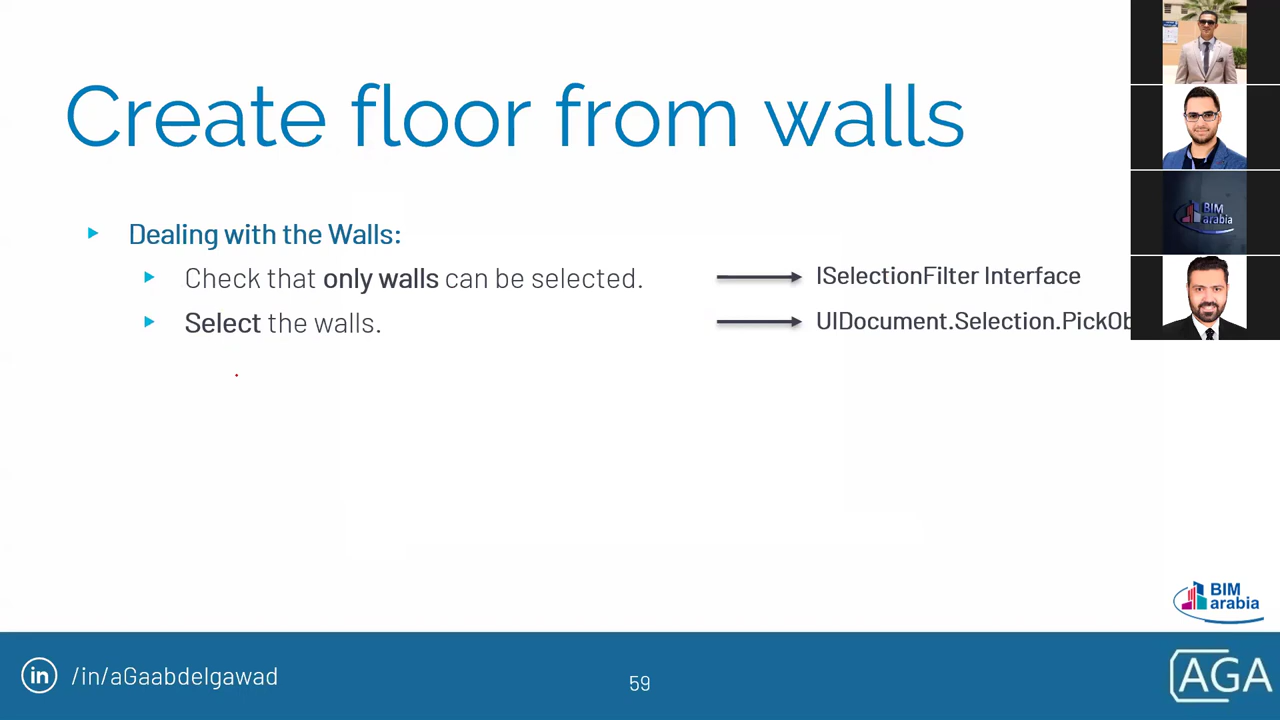 Create floor from walls
Dealing with the Walls:
Check that only walls can be selected.
ISelectionFilter Interface
Select the walls.
UIDocument.Selection.PickOb
BIM
arabia
BIM
arabia
/in/aGaabdelgawad
in
59
AGA